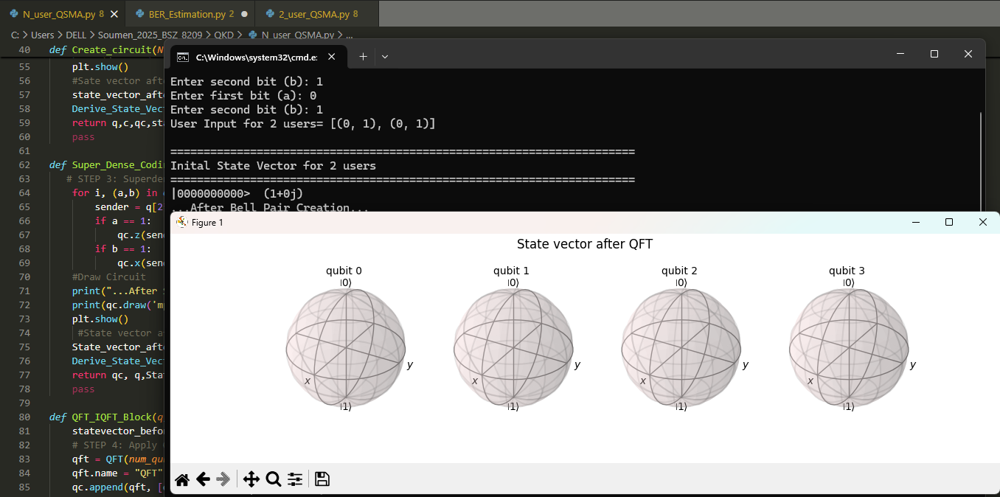 N_user_QSMA.py 8
BER_Estimation.py 2
2_user_QSMA.py 8
C: > Users > DELL > Soumen_2025_BSZ_8209 > QKD > N_user_QSMA.py > ...
40 def Create_circuit(N
55 plt.show()
56 #Sate vector aft
57 state_vector_aft
58 Derive_State_Vec
59 return q,c,qc,st
60 pass
61
62 def Super_Dense_Codi
63 # STEP 3: Superde
64 for i, (a,b) in
65 sender = q[2
66 if a == 1:
67 qc.z(sen
68 if b == 1:
69 qc.x(sen
70 #Draw Circuit
71 print("...After
72 print(qc.draw('m
73 plt.show()
74 #State vector a
75 State_vector_aft
76 Derive_State_Vec
77 return qc, q,Sta
78 pass
79
80 def QFT_IQFT_Block(q
81 statevector_befo
82 # STEP 4: Apply
83 qft = QFT(num_qu
84 qft.name = "QFT"
85 qc.append(qft, [
C:\Windows\system32\cmd.e:
Enter second bit (b): 1
Enter first bit (a): 0
Enter second bit (b): 1
User Input for 2 users= [(0, 1), (0, 1)]
======================================================================
Inital State Vector for 2 users
======================================================================
|0000000000>  (1+0j)
...After Bell Pair Creation...
Figure 1
State vector after QFT
qubit 0
|0⟩
x
y
|1⟩
qubit 1
|0⟩
x
y
|1⟩
qubit 2
|0⟩
x
y
|1⟩
qubit 3
|0⟩
x
y
|1⟩